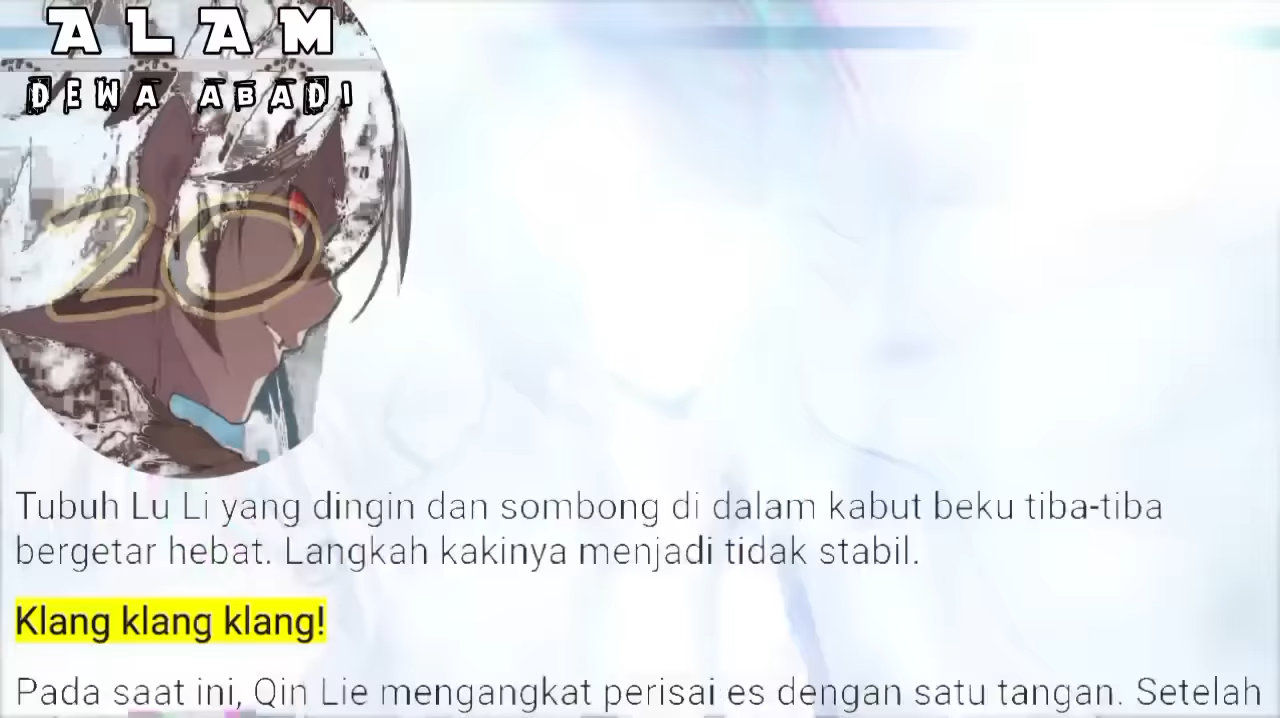 ALAM
DEWA ABADI
20
Tubuh Lu Li yang dingin dan sombong di dalam kabut beku tiba-tiba
bergetar hebat. Langkah kakinya menjadi tidak stabil.
Klang klang klang!
Pada saat ini, Qin Lie mengangkat perisai es dengan satu tangan. Setelah